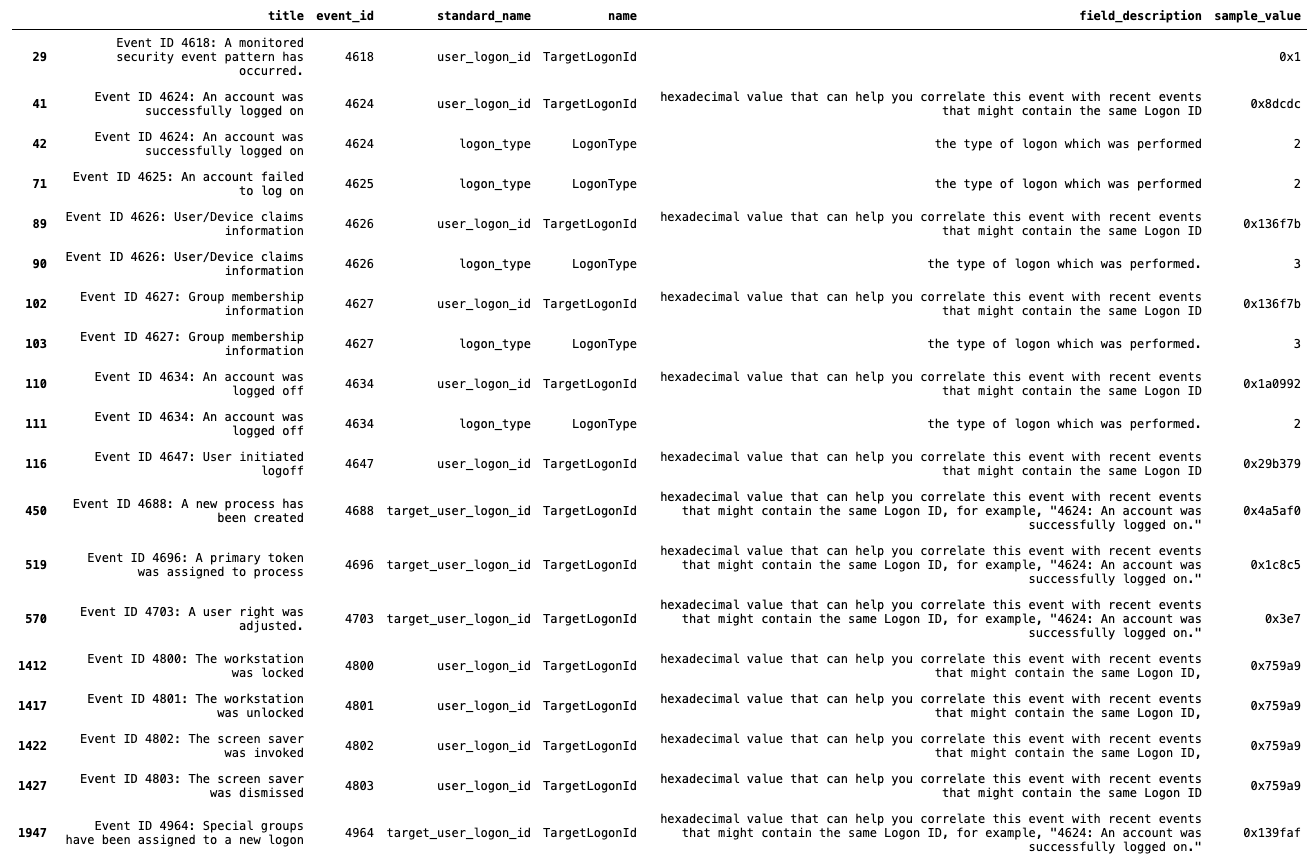 title event_id standard_name name field_description sample_value
Event ID 4618: A monitored
29 security event pattern has 4618 user_logon_id TargetLogonId 0x1
occurred.
Event ID 4624: An account was hexadecimal value that can help you correlate this event with recent events
41 successfully logged on 4624 user_logon_id TargetLogonId that might contain the same Logon ID 0x8dcdc
Event ID 4624: An account was
42 successfully logged on 4624 logon_type LogonType the type of logon which was performed 2
Event ID 4625: An account failed
71 to log on 4625 logon_type LogonType the type of logon which was performed 2
Event ID 4626: User/Device claims hexadecimal value that can help you correlate this event with recent events
89 information 4626 user_logon_id TargetLogonId that might contain the same Logon ID 0x136f7b
Event ID 4626: User/Device claims
90 information 4626 logon_type LogonType the type of logon which was performed. 3
Event ID 4627: Group membership hexadecimal value that can help you correlate this event with recent events
102 information 4627 user_logon_id TargetLogonId that might contain the same Logon ID 0x136f7b
Event ID 4627: Group membership
103 information 4627 logon_type LogonType the type of logon which was performed. 3
Event ID 4634: An account was hexadecimal value that can help you correlate this event with recent events
110 logged off 4634 user_logon_id TargetLogonId that might contain the same Logon ID 0x1a0992
Event ID 4634: An account was
111 logged off 4634 logon_type LogonType the type of logon which was performed. 2
Event ID 4647: User initiated hexadecimal value that can help you correlate this event with recent events
116 logoff 4647 user_logon_id TargetLogonId that might contain the same Logon ID 0x29b379
hexadecimal value that can help you correlate this event with recent events
450 Event ID 4688: A new process has 4688 target_user_logon_id TargetLogonId that might contain the same Logon ID, for example, "4624: An account was 0x4a5af0
been created successfully logged on."
hexadecimal value that can help you correlate this event with recent events
519 Event ID 4696: A primary token 4696 target_user_logon_id TargetLogonId that might contain the same Logon ID, for example, "4624: An account was 0x1c8c5
was assigned to process successfully logged on."
hexadecimal value that can help you correlate this event with recent events
570 Event ID 4703: A user right was 4703 target_user_logon_id TargetLogonId that might contain the same Logon ID, for example, "4624: An account was 0x3e7
adjusted. successfully logged on."
Event ID 4800: The workstation hexadecimal value that can help you correlate this event with recent events
1412 was locked 4800 user_logon_id TargetLogonId that might contain the same Logon ID, 0x759a9
Event ID 4801: The workstation hexadecimal value that can help you correlate this event with recent events
1417 was unlocked 4801 user_logon_id TargetLogonId that might contain the same Logon ID, 0x759a9
Event ID 4802: The screen saver hexadecimal value that can help you correlate this event with recent events
1422 was invoked 4802 user_logon_id TargetLogonId that might contain the same Logon ID, 0x759a9
Event ID 4803: The screen saver hexadecimal value that can help you correlate this event with recent events
1427 was dismissed 4803 user_logon_id TargetLogonId that might contain the same Logon ID 0x759a9
hexadecimal value that can help you correlate this event with recent events
1947 Event ID 4964: Special groups 4964 target_user_logon_id TargetLogonId that might contain the same Logon ID, for example, "4624: An account was 0x139faf
have been assigned to a new logon successfully logged on."